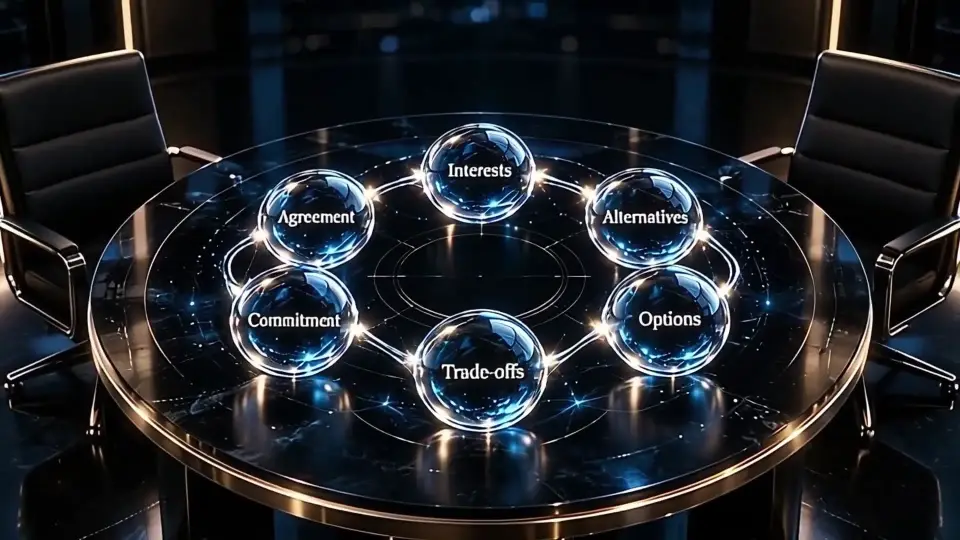 Interests
Agreement
Alternatives
Commitment
Options
Trade-offs